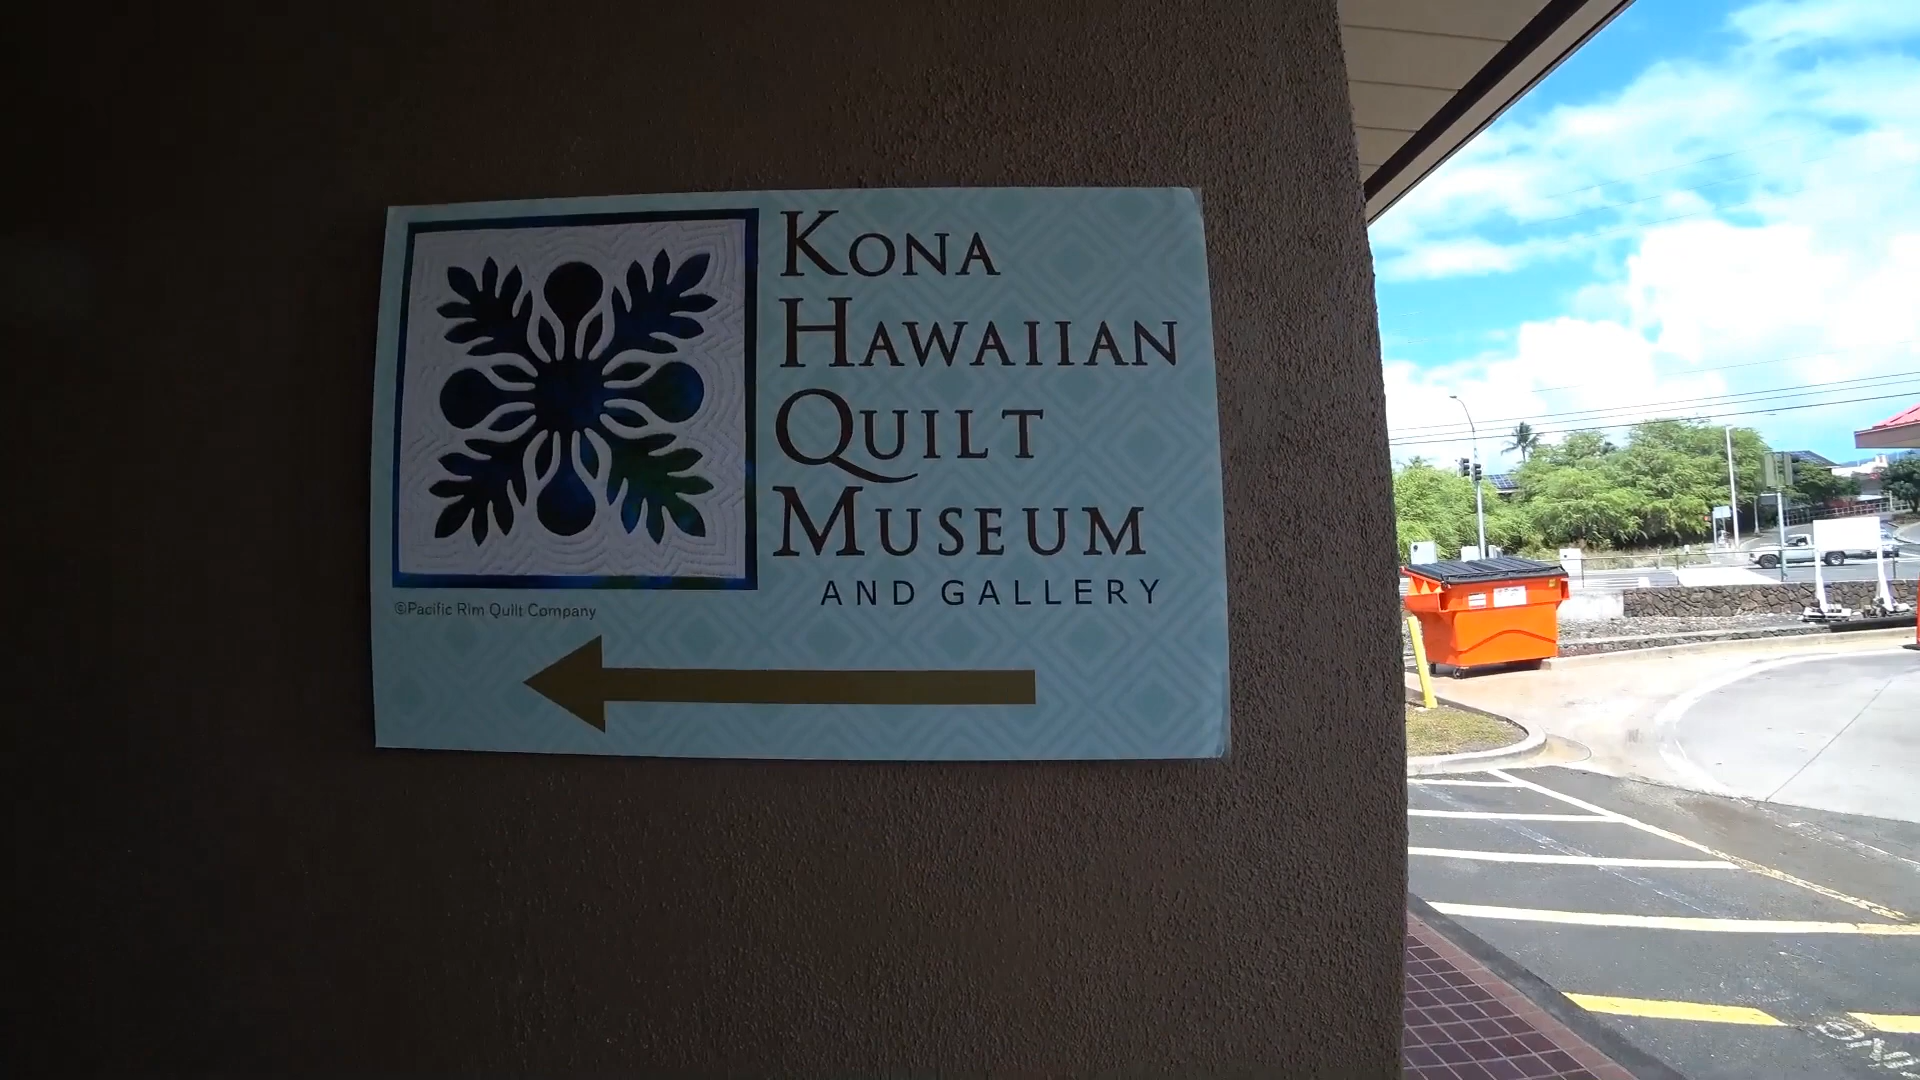 KONA
HAWAIIAN
QUILT
MUSEUM
AND GALLERY
©Pacific Rim Quilt Company